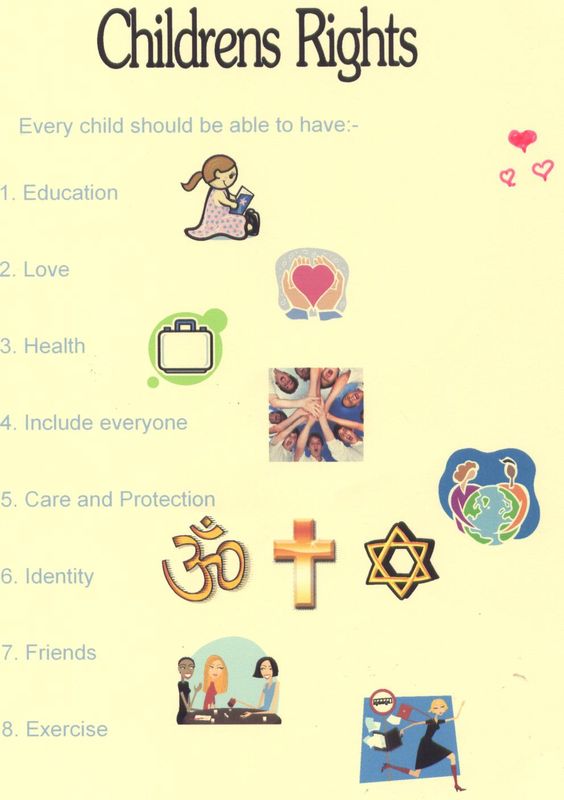 Childrens Rights
Every child should be able to have:-
1. Education
2. Love
3. Health
4. Include everyone
5. Care and Protection
6. Identity
7. Friends
8. Exercise